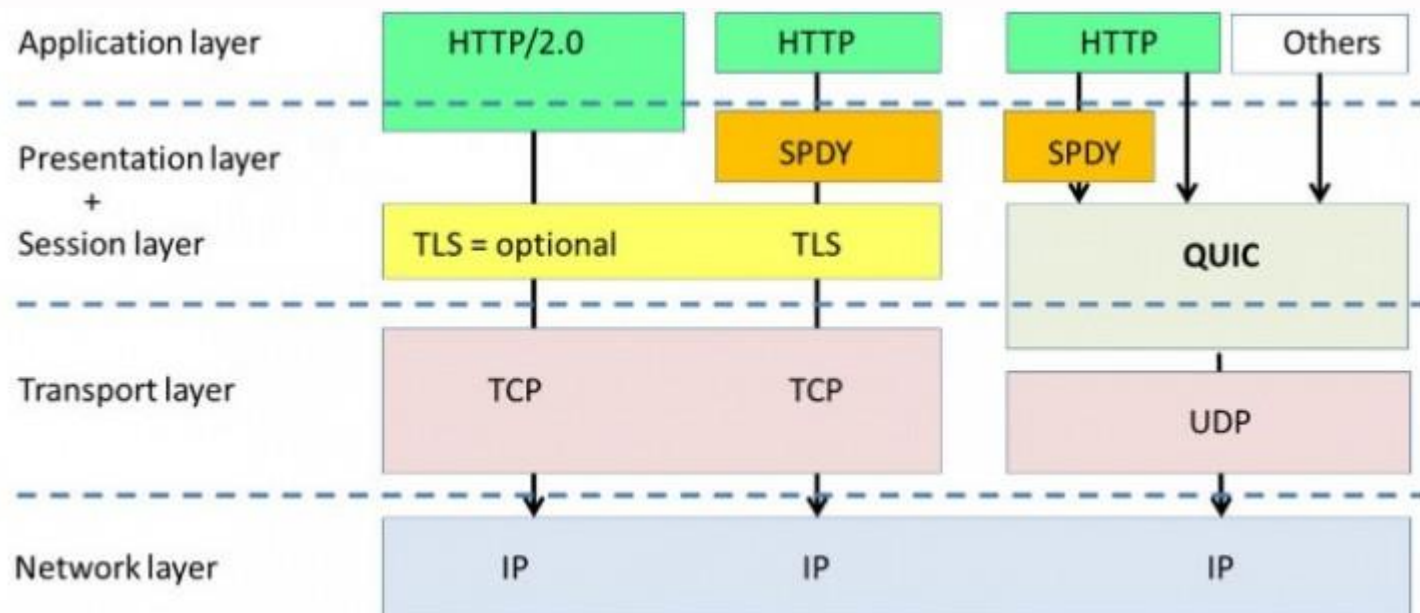 Application layer
HTTP/2.0
HTTP
HTTP
Others
Presentation layer
+
Session layer
SPDY
SPDY
TLS = optional
TLS
QUIC
Transport layer
TCP
TCP
UDP
Network layer
IP
IP
IP